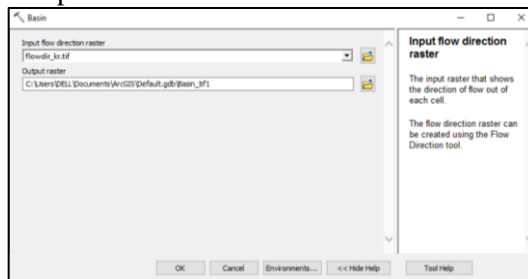 Basin
Input flow direction raster
flowdir_kr.tif
Output raster
C:\Users\DELL\Documents\ArcGIS\Default.gdb\Basin_tif1
Input flow direction
raster
The input raster that shows
the direction of flow out of
each cell.
The flow direction raster can
be created using the Flow
Direction tool.
OK
Cancel
Environments...
<< Hide Help
Tool Help